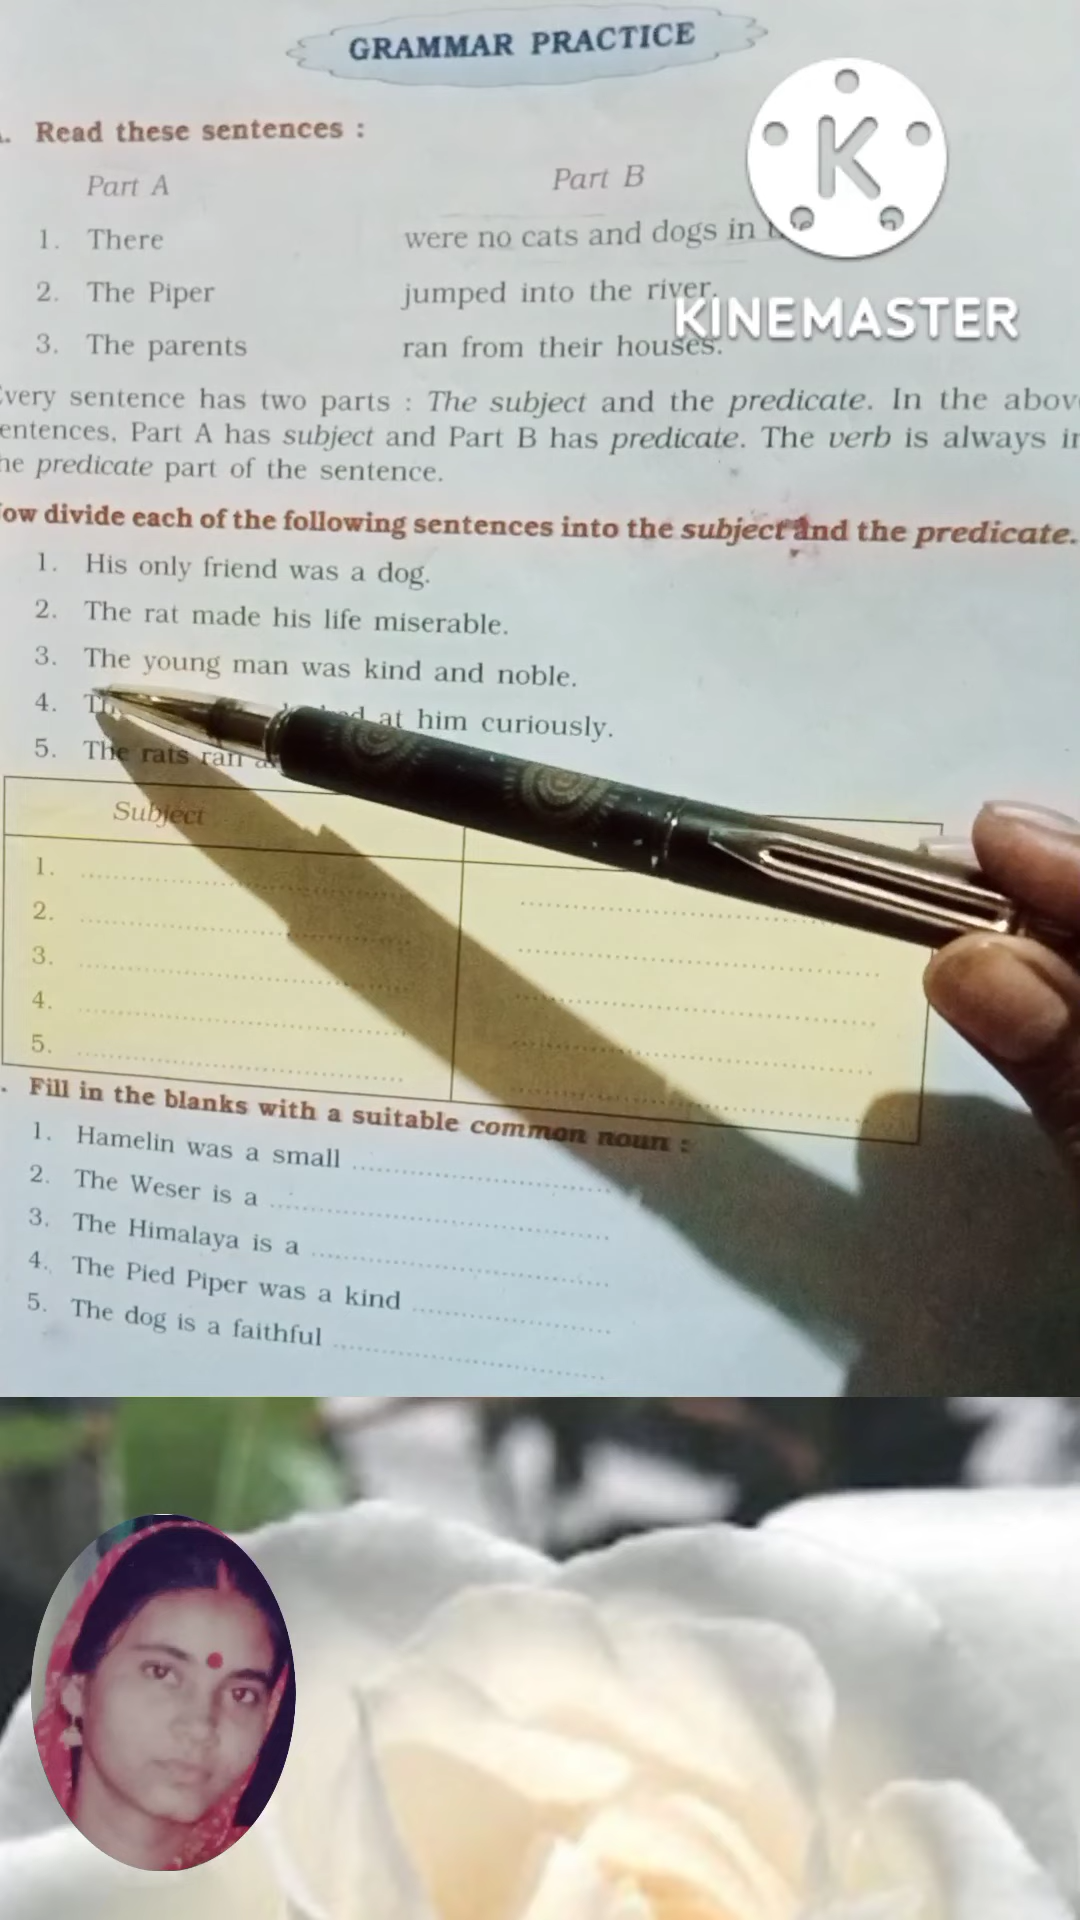 GRAMMAR PRACTICE
Read these sentences :
Part A Part B
1. There were no cats and dogs in
2. The Piper jumped into the river.
3. The parents ran from their houses.
K
KINEMASTER
very sentence has two parts : The subject and the predicate. In the above
entences, Part A has subject and Part B has predicate. The verb is always in
he predicate part of the sentence.
ow divide each of the following sentences into the subject and the predicate.
1. His only friend was a dog.
2. The rat made his life miserable.
3. The young man was kind and noble.
4. at him curiously.
5. The rats ran
Subject
1.
2.
3.
4.
5.
Fill in the blanks with a suitable common noun :
1. Hamelin was a small
2. The Weser is a
3. The Himalaya is a
4. The Pied Piper was a kind
5. The dog is a faithful